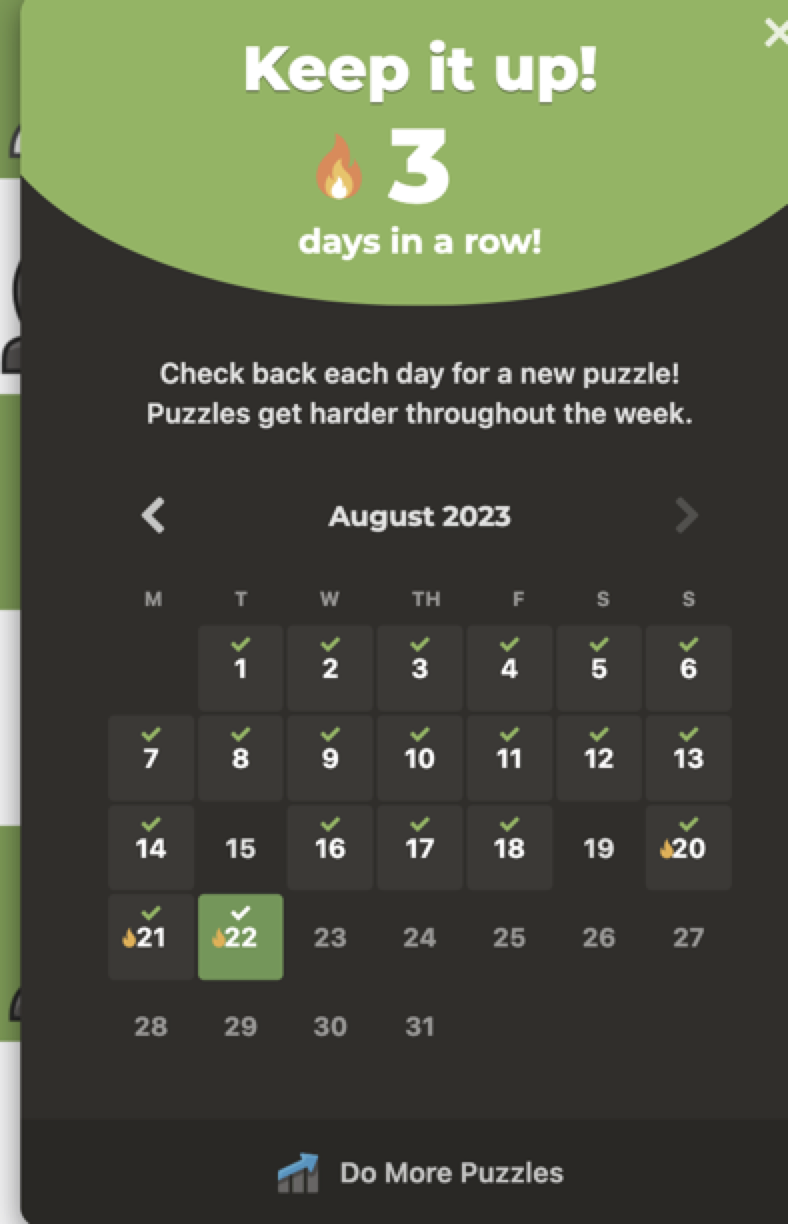 Keep it up!
3
days in a row!
Check back each day for a new puzzle!
Puzzles get harder throughout the week.
August 2023
M T W TH F S S
1 2 3 4 5 6
7 8 9 10 11 12 13
14 15 16 17 18 19 20
21 22 23 24 25 26 27
28 29 30 31
Do More Puzzles